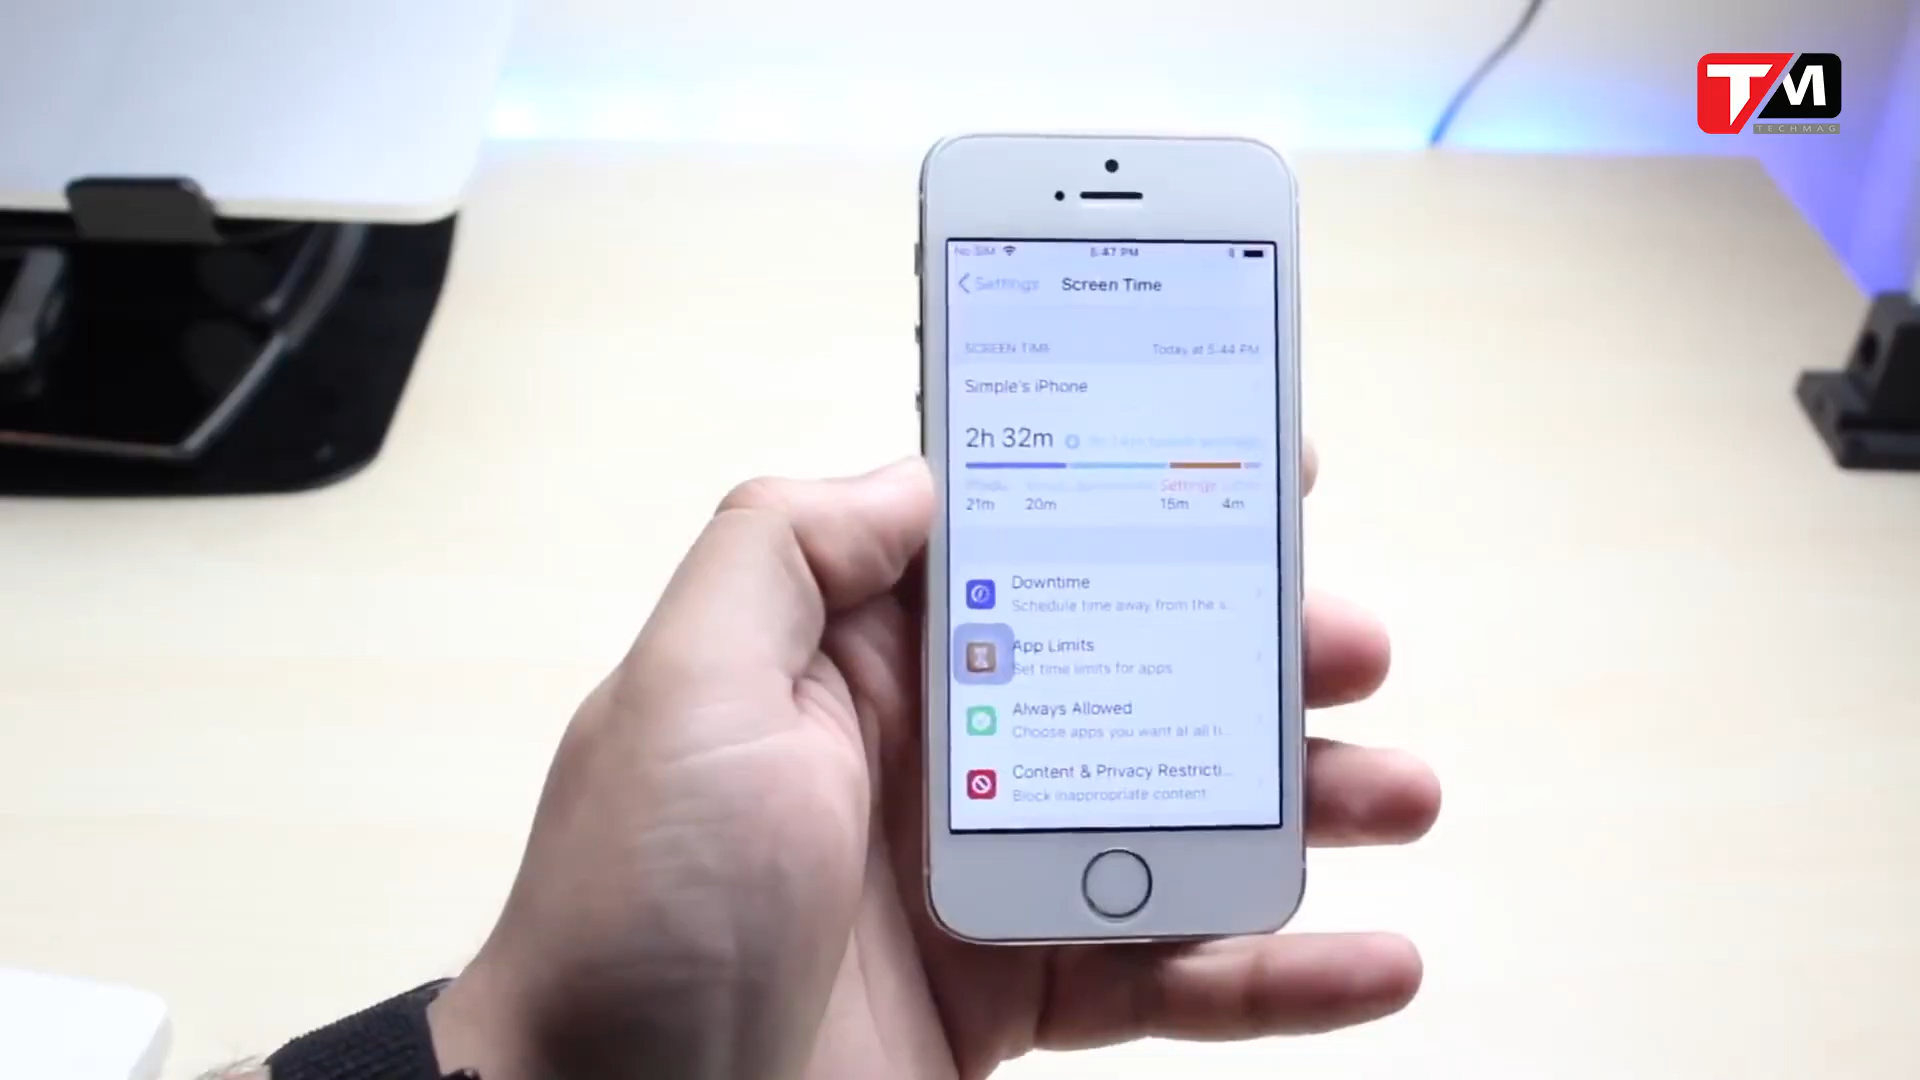 TM
TECHMAG
No SIM 5:47 PM
Settings Screen Time
SCREEN TIME Today at 5:44 PM
Simple's iPhone
2h 32m
Settings
21m 20m 15m 4m
Downtime
Schedule time away from the s...
App Limits
Set time limits for apps
Always Allowed
Choose apps you want at all ti...
Content & Privacy Restricti...
Block inappropriate content